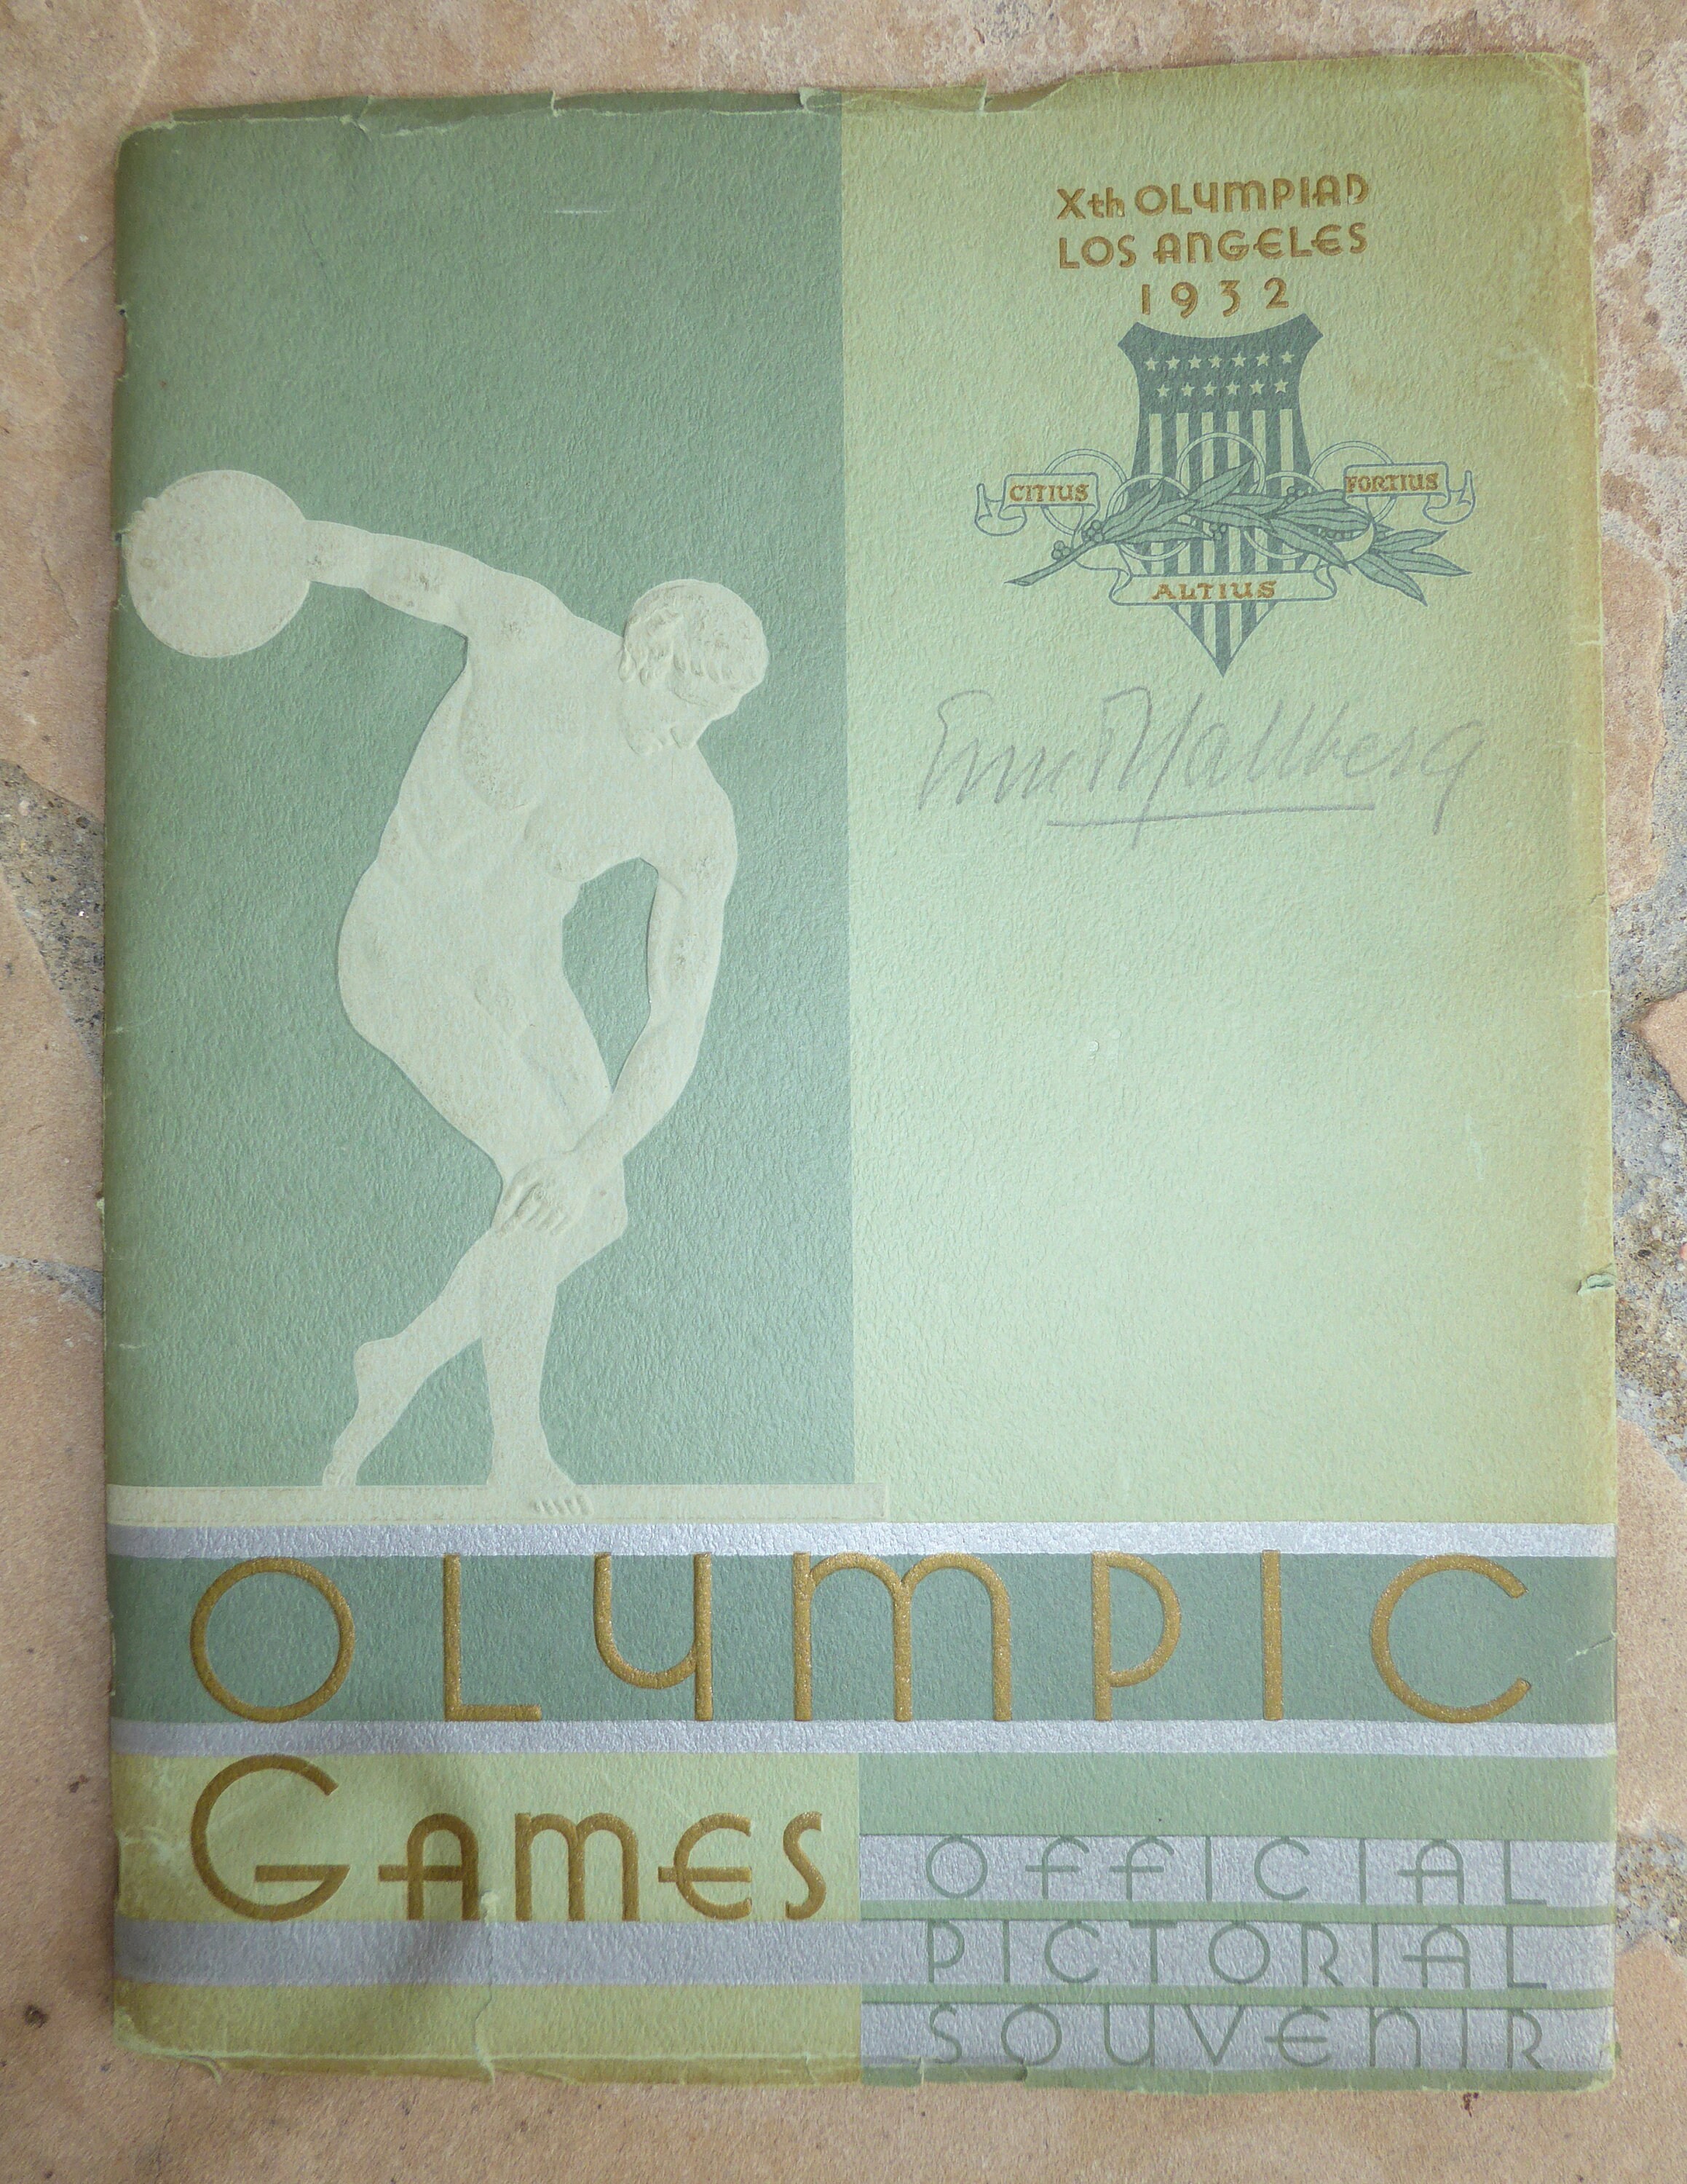 Xth OLYMPIAD
LOS ANGELES
1932
CITIUS
FORTIUS
ALTIUS
OLYMPIC
GAMES
OFFICIAL
PICTORIAL
SOUVENIR